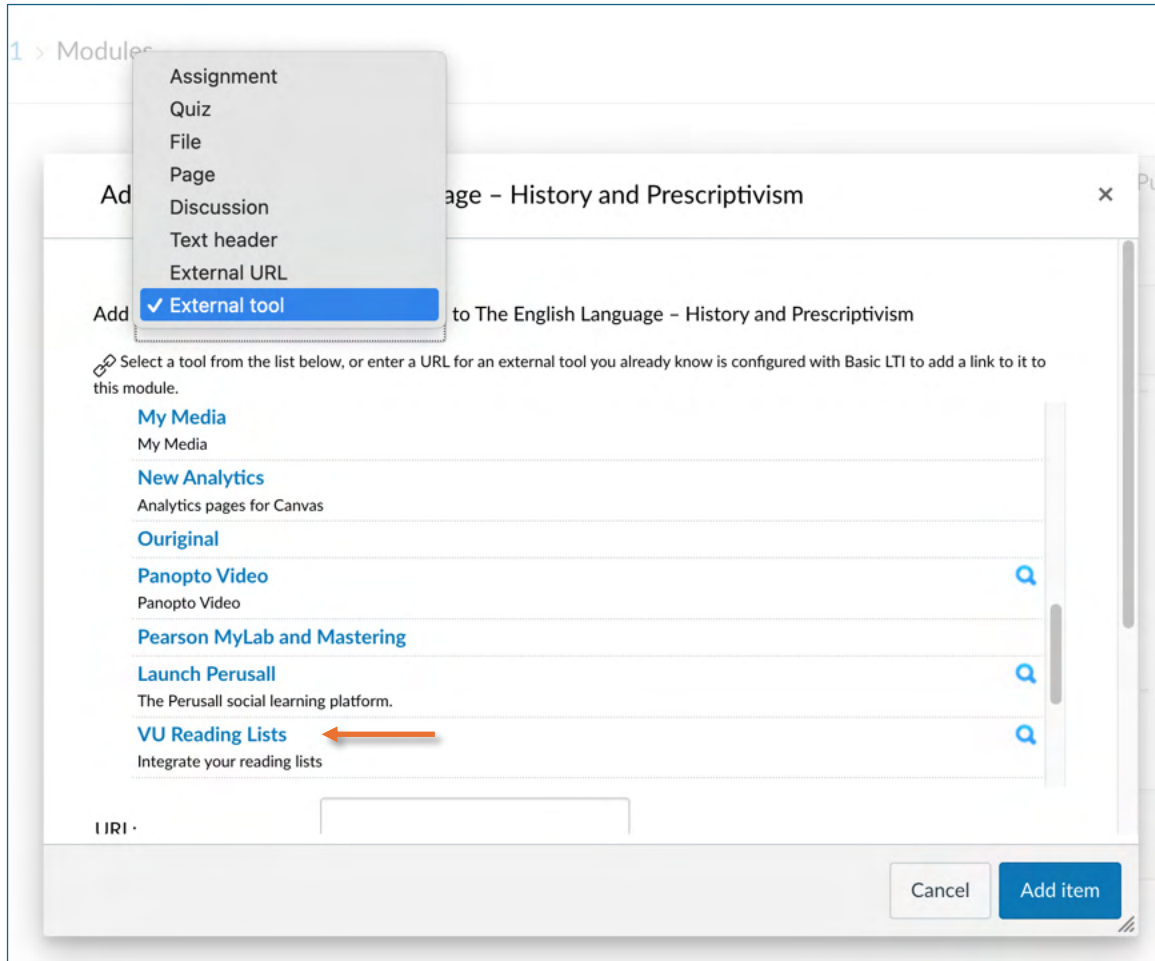 1 > Modules
Assignment
Quiz
File
Page
Discussion
Text header
External URL
✓ External tool
Ad age – History and Prescriptivism ×
Add to The English Language – History and Prescriptivism
Select a tool from the list below, or enter a URL for an external tool you already know is configured with Basic LTI to add a link to it to
this module.
My Media
My Media
New Analytics
Analytics pages for Canvas
Ouriginal
Panopto Video
Panopto Video
Pearson MyLab and Mastering
Launch Perusall
The Perusall social learning platform.
VU Reading Lists
Integrate your reading lists
URL:
Cancel
Add item